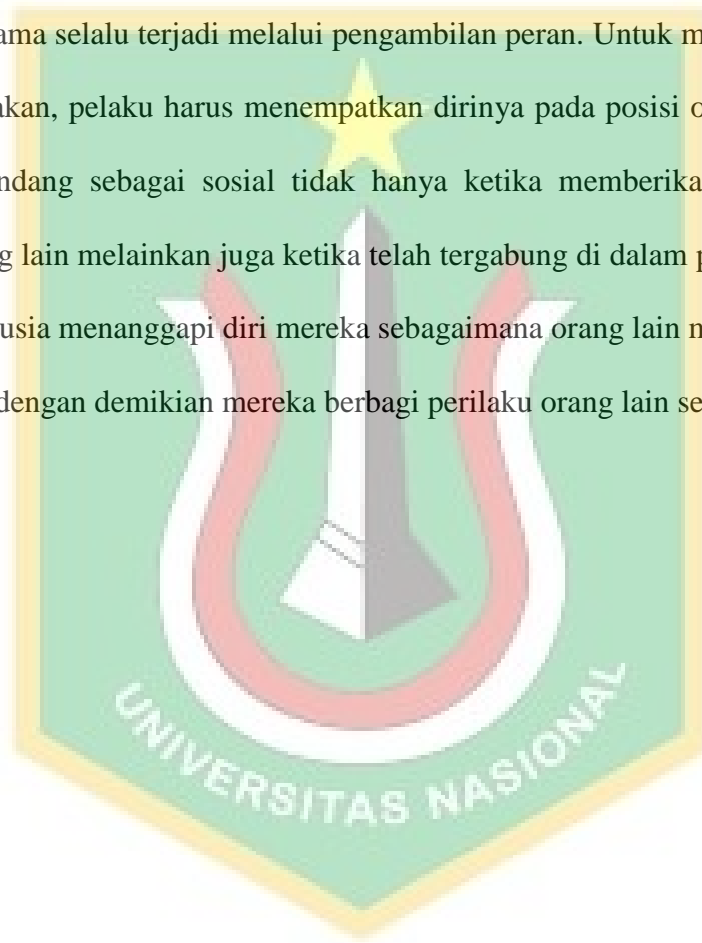 ama selalu terjadi melalui pengambilan peran. Untuk m
akan, pelaku harus menempatkan dirinya pada posisi o
ndang sebagai sosial tidak hanya ketika memberika
g lain melainkan juga ketika telah tergabung di dalam p
usia menanggapi diri mereka sebagaimana orang lain m
dengan demikian mereka berbagi perilaku orang lain se
UNIVERSITAS NASIONAL